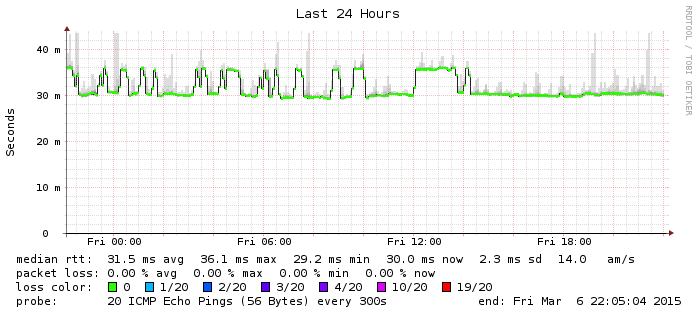 Last 24 Hours
RRDTOOL / TOBI OETIKER
Seconds
40 m
30 m
20 m
10 m
0
Fri 00:00 Fri 06:00 Fri 12:00 Fri 18:00
median rtt: 31.5 ms avg 36.1 ms max 29.2 ms min 30.0 ms now 2.3 ms sd 14.0 am/s
packet loss: 0.00 % avg 0.00 % max 0.00 % min 0.00 % now
loss color: 0 1/20 2/20 3/20 4/20 10/20 19/20
probe: 20 ICMP Echo Pings (56 Bytes) every 300s end: Fri Mar 6 22:05:04 2015